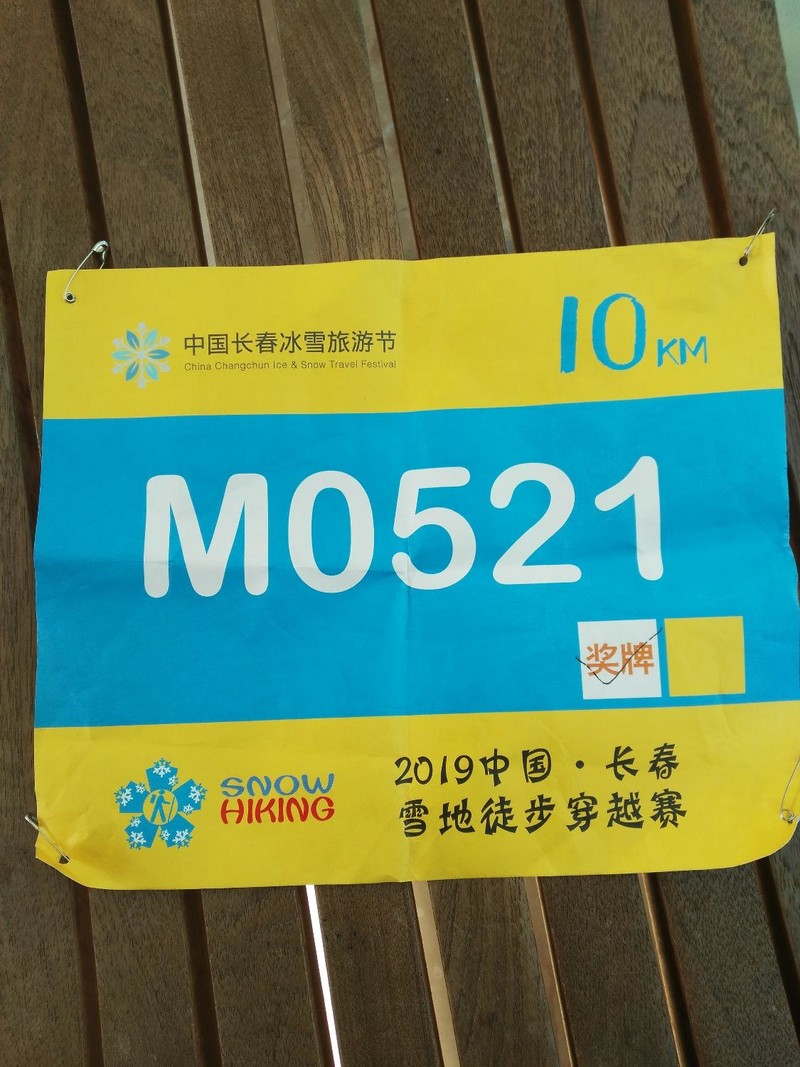 中国长春冰雪旅游节
China Changchun Ice & Snow Travel Festival
10KM
M0521
奖牌
SNOW
HIKING
2019中国·长春
雪地徒步穿越赛